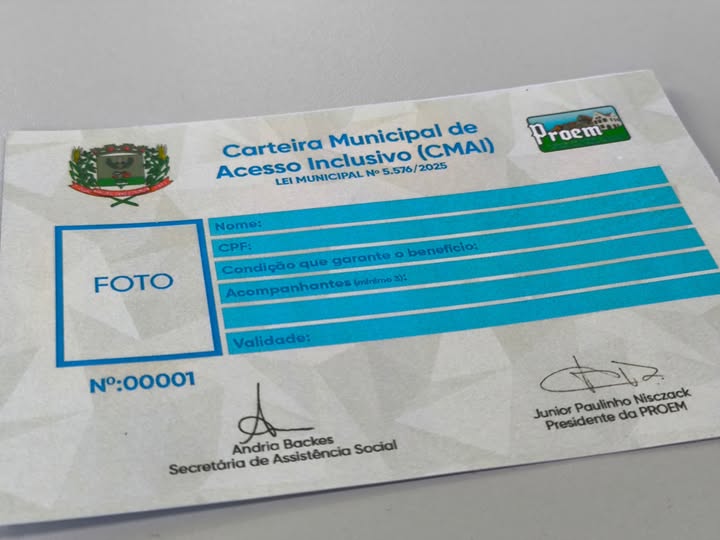 Carteira Municipal de
Acesso Inclusivo (CMAI)
LEI MUNICIPAL Nº 5.576/2025
Proem
FOTO
Nome:
CPF:
Condição que garante o benefício:
Acompanhantes (mínimo 3):
Validade:
Nº:00001
Andria Backes
Secretária de Assistência Social
Junior Paulinho Nisczack
Presidente da PROEM